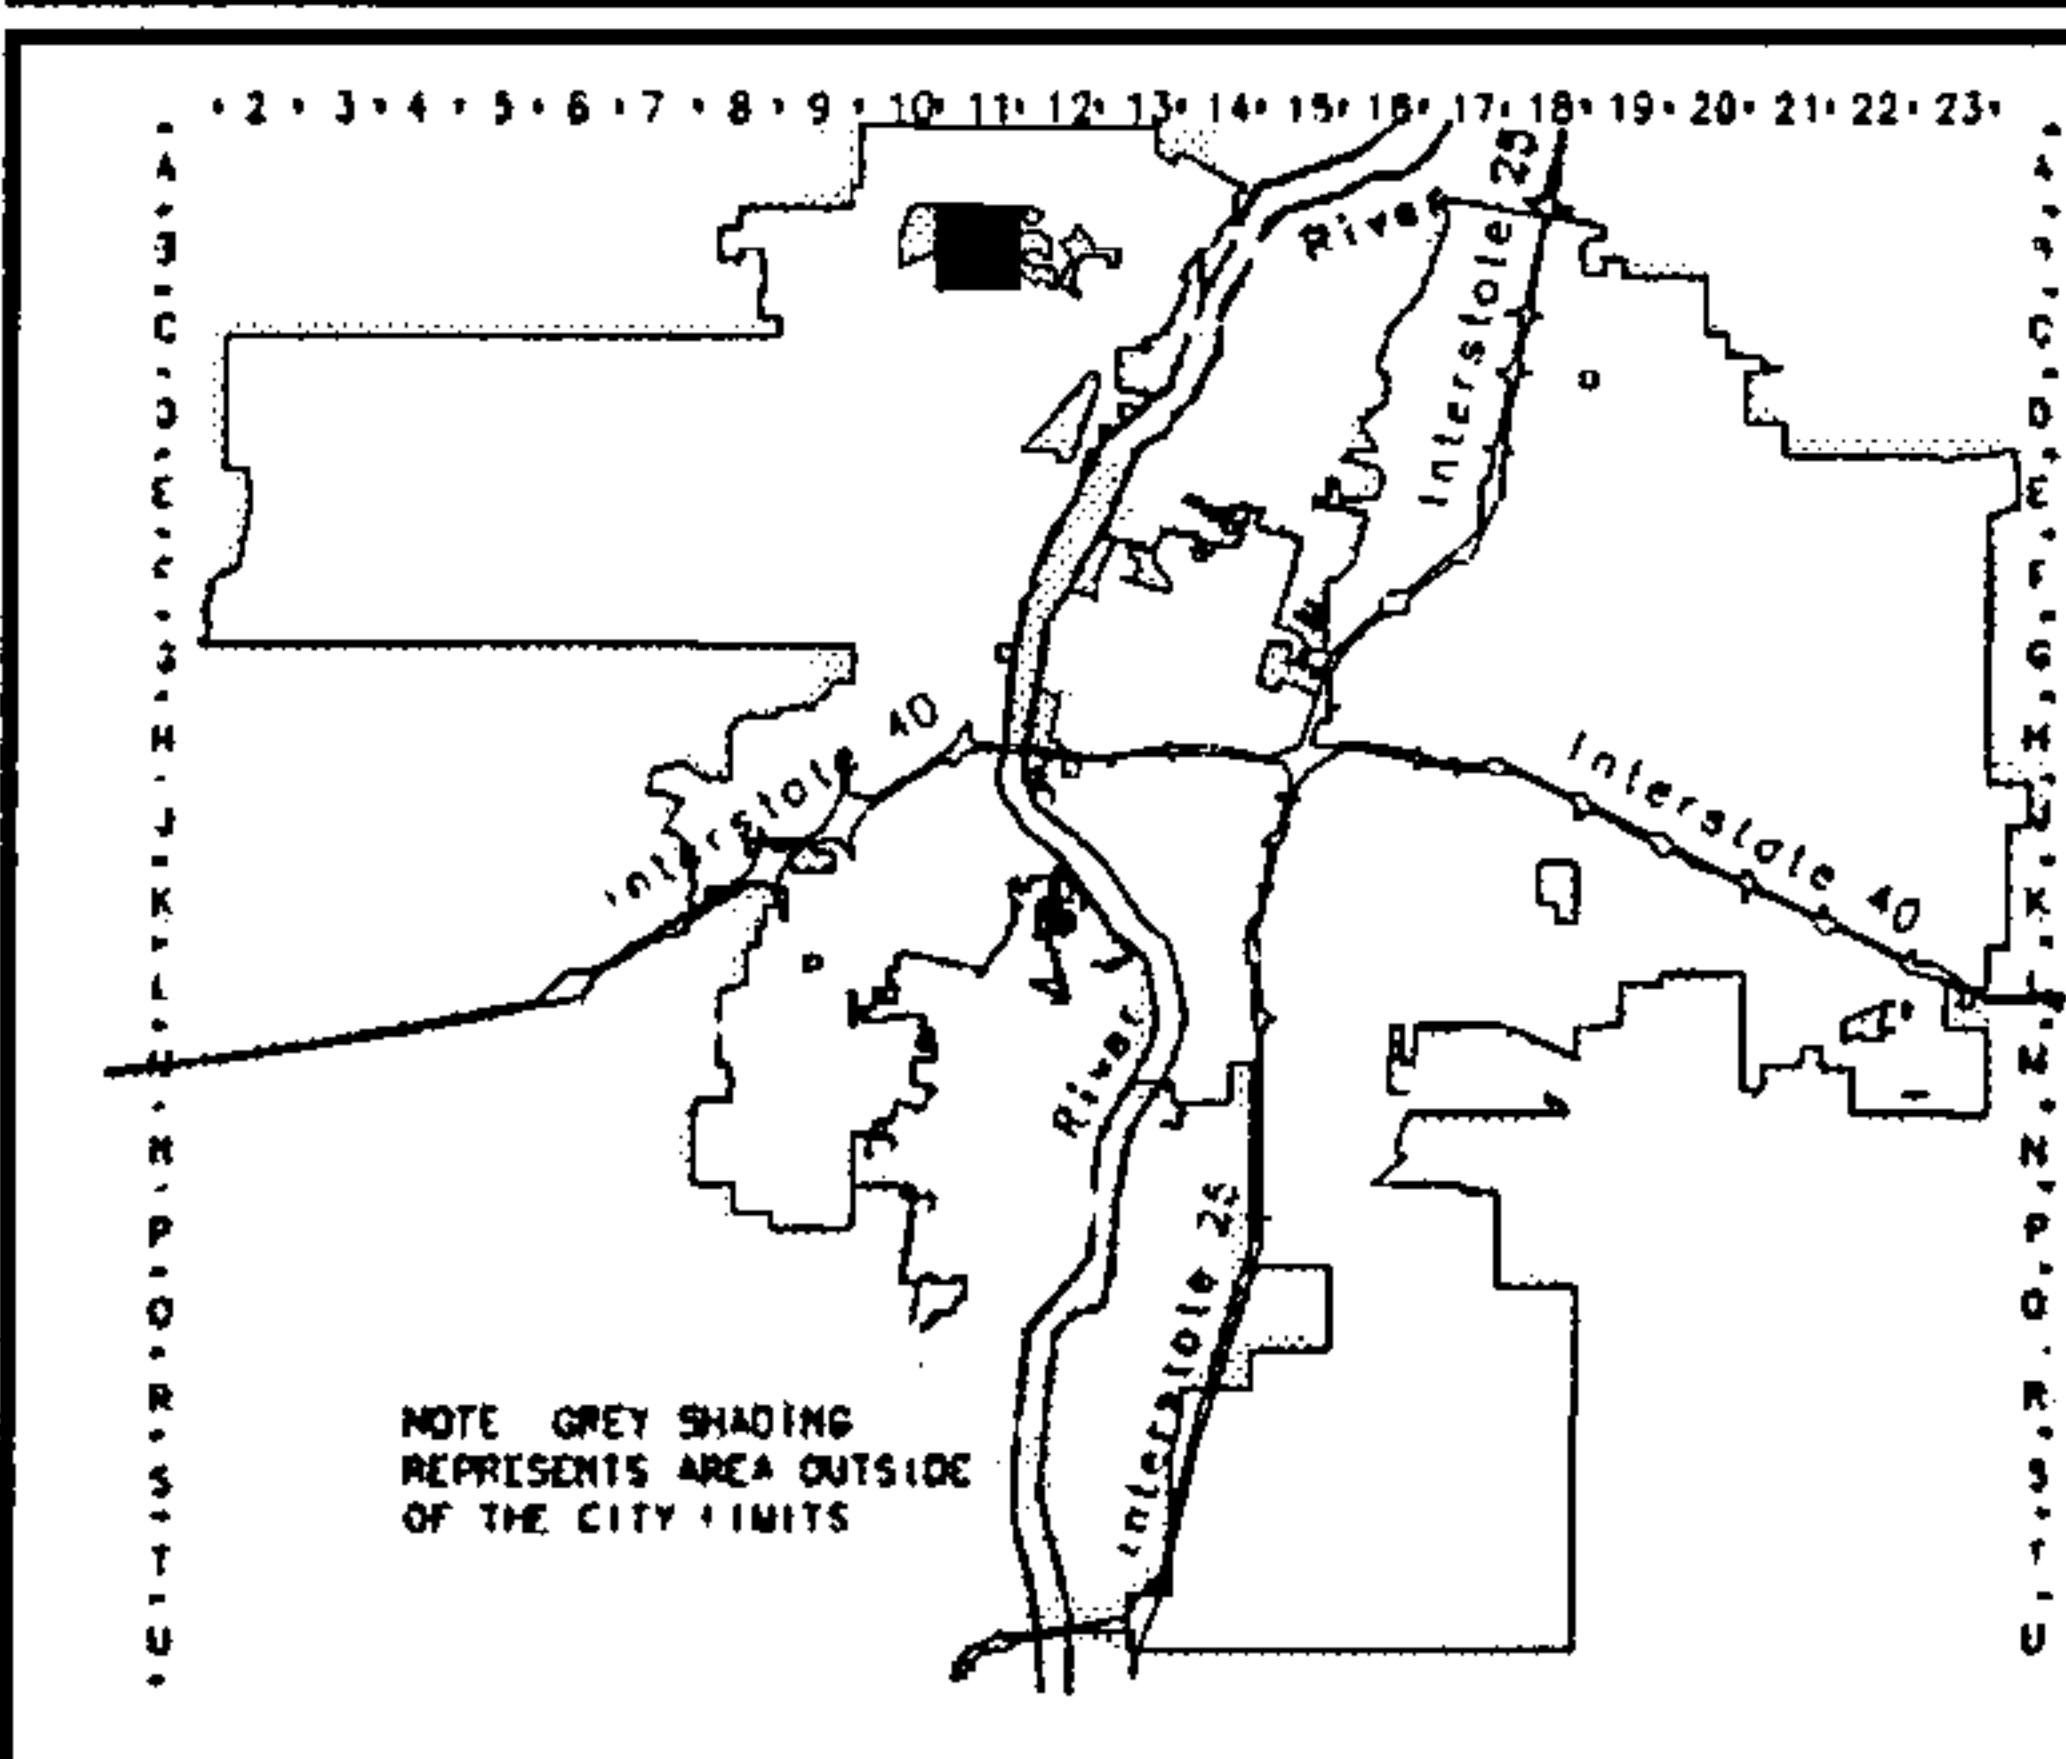 · 2 · 3 · 4 · 5 · 6 · 7 · 8 · 9 · 10 · 11 · 12 · 13 · 14 · 15 · 16 · 17 · 18 · 19 · 20 · 21 · 22 · 23 ·
A
C
D
E
F
G
H
J
K
L
M
N
P
Q
R
S
T
U
River
Interstate 25
Interstate 40
Interstate 40
River
Interstate 25
A
C
D
E
F
G
H
J
K
L
M
N
P
Q
R
S
T
U
NOTE GREY SHADING
REPRESENTS AREA OUTSIDE
OF THE CITY LIMITS